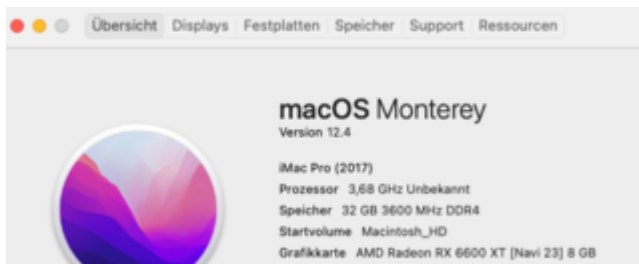 Übersicht Displays Festplatten Speicher Support Ressourcen
macOS Monterey
Version 12.4
iMac Pro (2017)
Prozessor 3,68 GHz Unbekannt
Speicher 32 GB 3600 MHz DDR4
Startvolume Macintosh_HD
Grafikkarte AMD Radeon RX 6600 XT [Navi 23] 8 GB